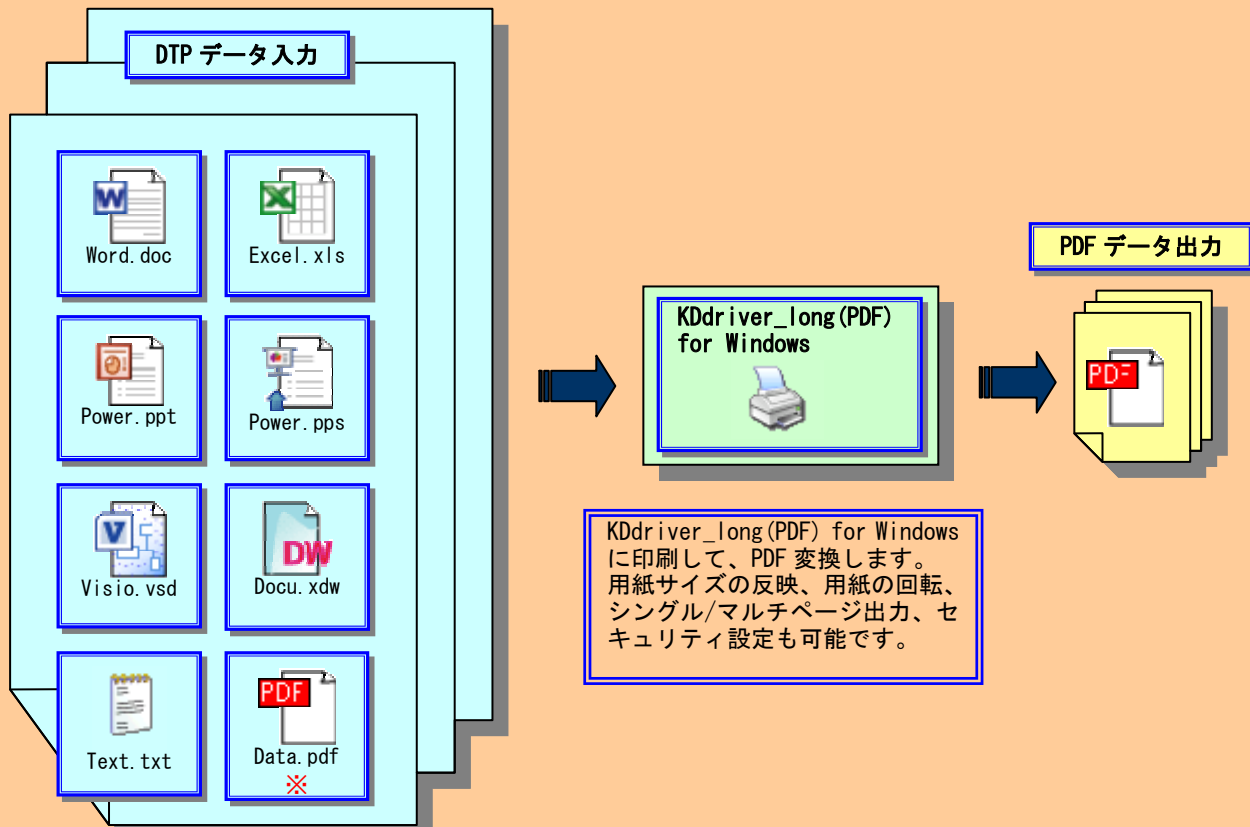 DTP データ入力
W
Word.doc
X
Excel.xls
Power.ppt
Power.pps
V
Visio.vsd
DW
Docu.xdw
Text.txt
PDF
Data.pdf
※
KDdriver_long(PDF)
for Windows
KDdriver_long(PDF) for Windows
に印刷して、PDF 変換します。
用紙サイズの反映、用紙の回転、
シングル/マルチページ出力、セ
キュリティ設定も可能です。
PDF データ出力
PDF